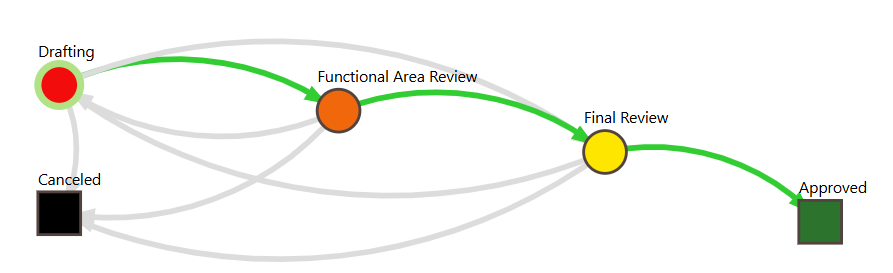 Drafting
Functional Area Review
Final Review
Canceled
Approved